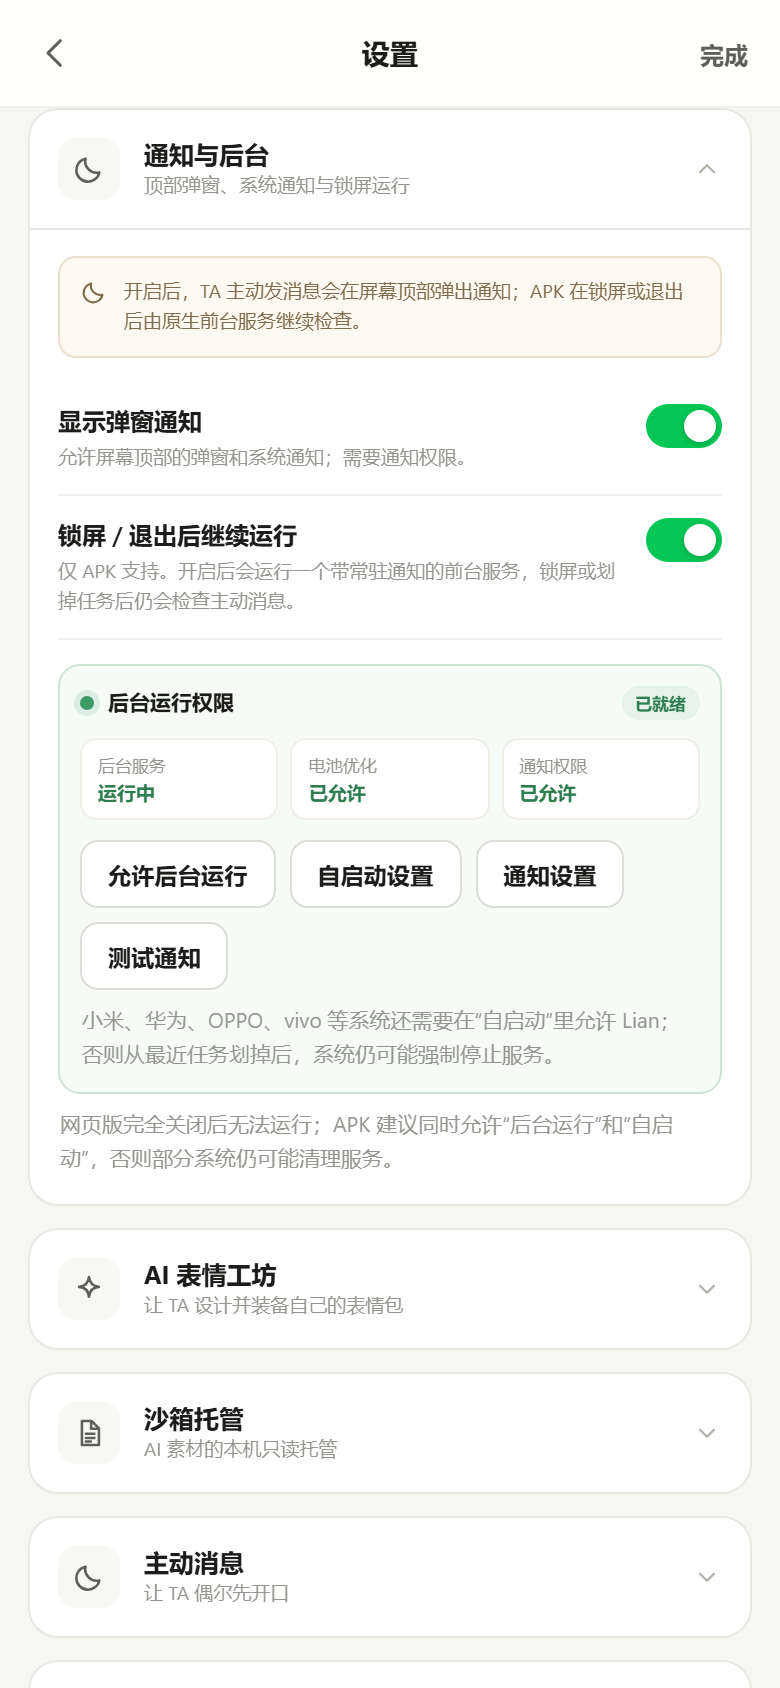 设置
完成
通知与后台
顶部弹窗、系统通知与锁屏运行
开启后，TA 主动发消息会在屏幕顶部弹出通知；APK 在锁屏或退出
后由原生前台服务继续检查。
显示弹窗通知
允许屏幕顶部的弹窗和系统通知；需要通知权限。
锁屏 / 退出后继续运行
仅 APK 支持。开启后会运行一个带常驻通知的前台服务，锁屏或划
掉任务后仍会检查主动消息。
后台运行权限
已就绪
后台服务
运行中
电池优化
已允许
通知权限
已允许
允许后台运行
自启动设置
通知设置
测试通知
小米、华为、OPPO、vivo 等系统还需要在“自启动”里允许 Lian；
否则从最近任务划掉后，系统仍可能强制停止服务。
网页版完全关闭后无法运行；APK 建议同时允许“后台运行”和“自启
动”，否则部分系统仍可能清理服务。
AI 表情工坊
让 TA 设计并装备自己的表情包
沙箱托管
AI 素材的本机只读托管
主动消息
让 TA 偶尔先开口